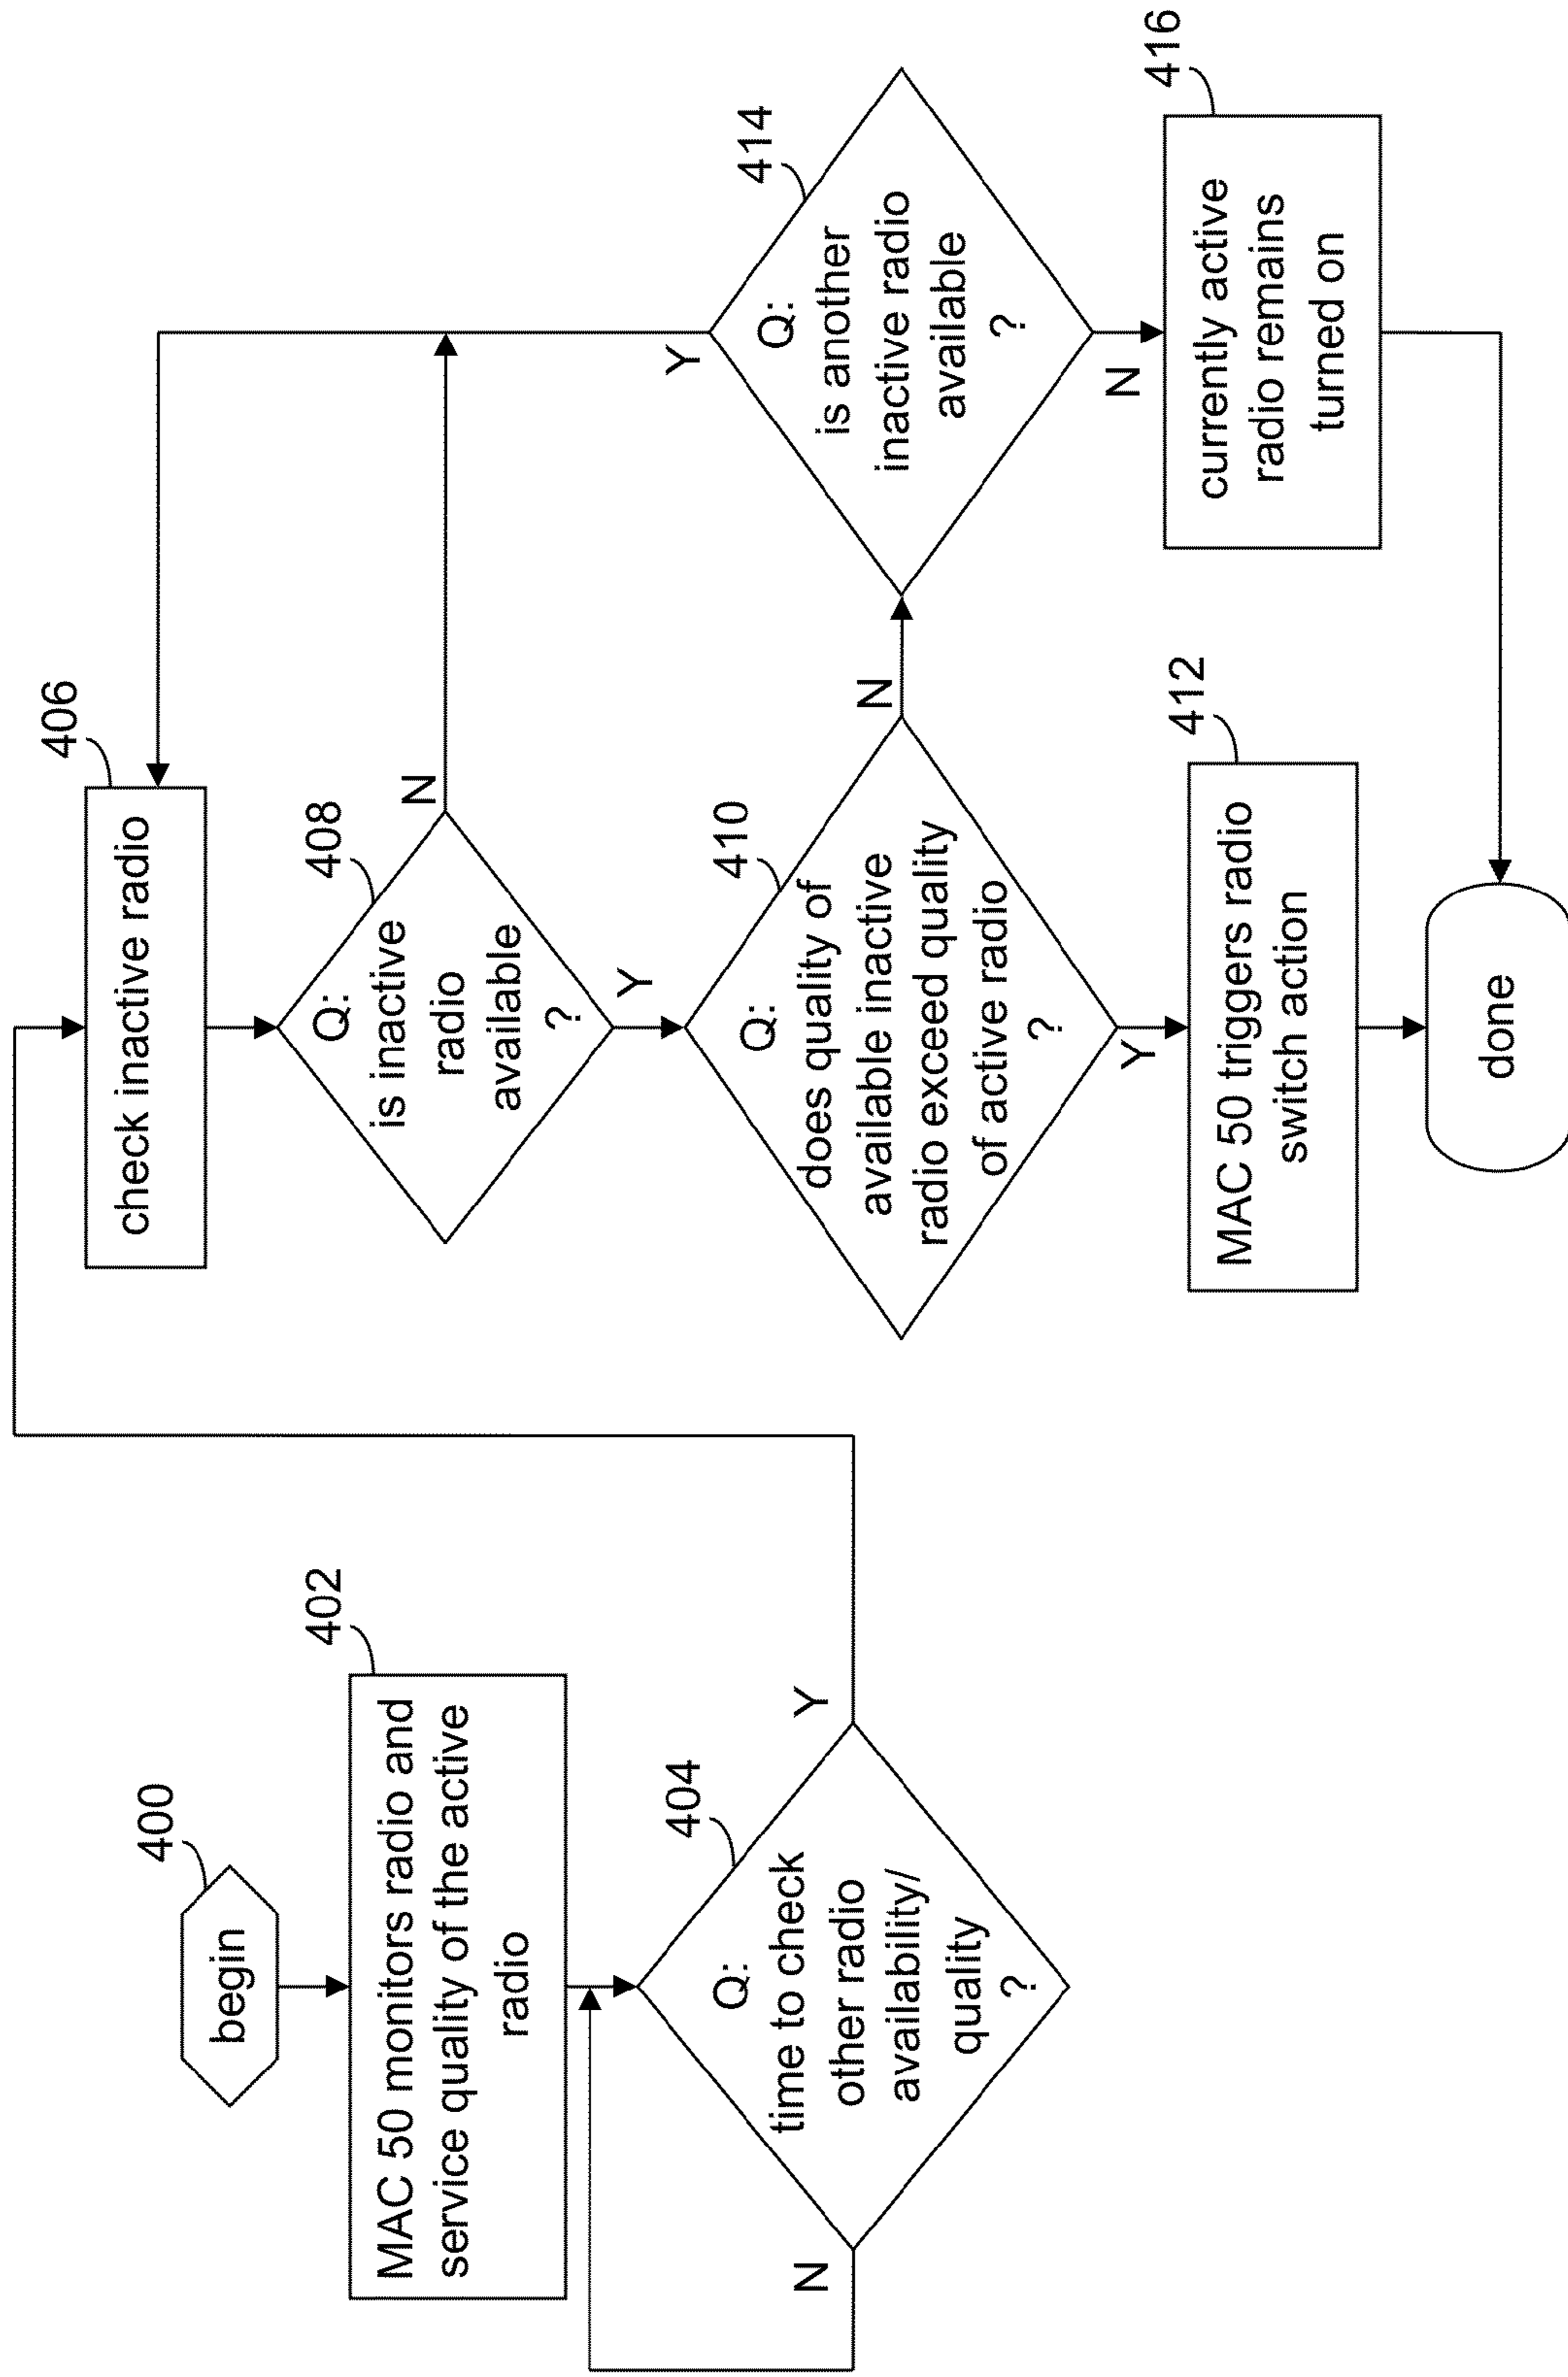 400
begin
402
MAC 50 monitors radio and
service quality of the active
radio
404
Q:
time to check
other radio
availability/
quality
?
N
Y
406
check inactive radio
408
Q:
is inactive
radio
available
?
N
Y
410
Q:
does quality of
available inactive
radio exceed quality
of active radio
?
N
Y
412
MAC 50 triggers radio
switch action
done
414
Q:
is another
inactive radio
available
?
Y
N
416
currently active
radio remains
turned on